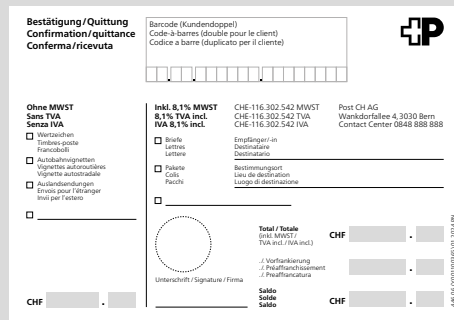 Bestätigung/Quittung
Confirmation/quittance
Conferma/ricevuta
Barcode (Kundendoppel)
Code-à-barres (double pour le client)
Codice a barre (duplicato per il cliente)
P
Ohne MWST
Sans TVA
Senza IVA
Wertzeichen
Timbres-poste
Francobolli
Autobahnvignetten
Vignettes autoroutières
Vignette autostradale
Auslandsendungen
Envois pour l'étranger
Invii per l'estero
CHF
.
Inkl. 8,1% MWST
8,1% TVA incl.
IVA 8,1% incl.
CHE-116.302.542 MWST
CHE-116.302.542 TVA
CHE-116.302.542 IVA
Post CH AG
Wankdorfallee 4,3030 Bern
Contact Center 0848 888 888
Briefe
Lettres
Lettere
Empfänger/-in
Destinataire
Destinatario
Pakete
Colis
Pacchi
Bestimmungsort
Lieu de destination
Luogo di destinazione
Unterschrift / Signature / Firma
Total / Totale
(inkl. MWST /
TVA incl. / IVA incl.)
CHF
.
./. Vorfrankierung
./. Préaffranchissement
./. Preaffrancatura
.
Saldo
Solde
Saldo
CHF
.